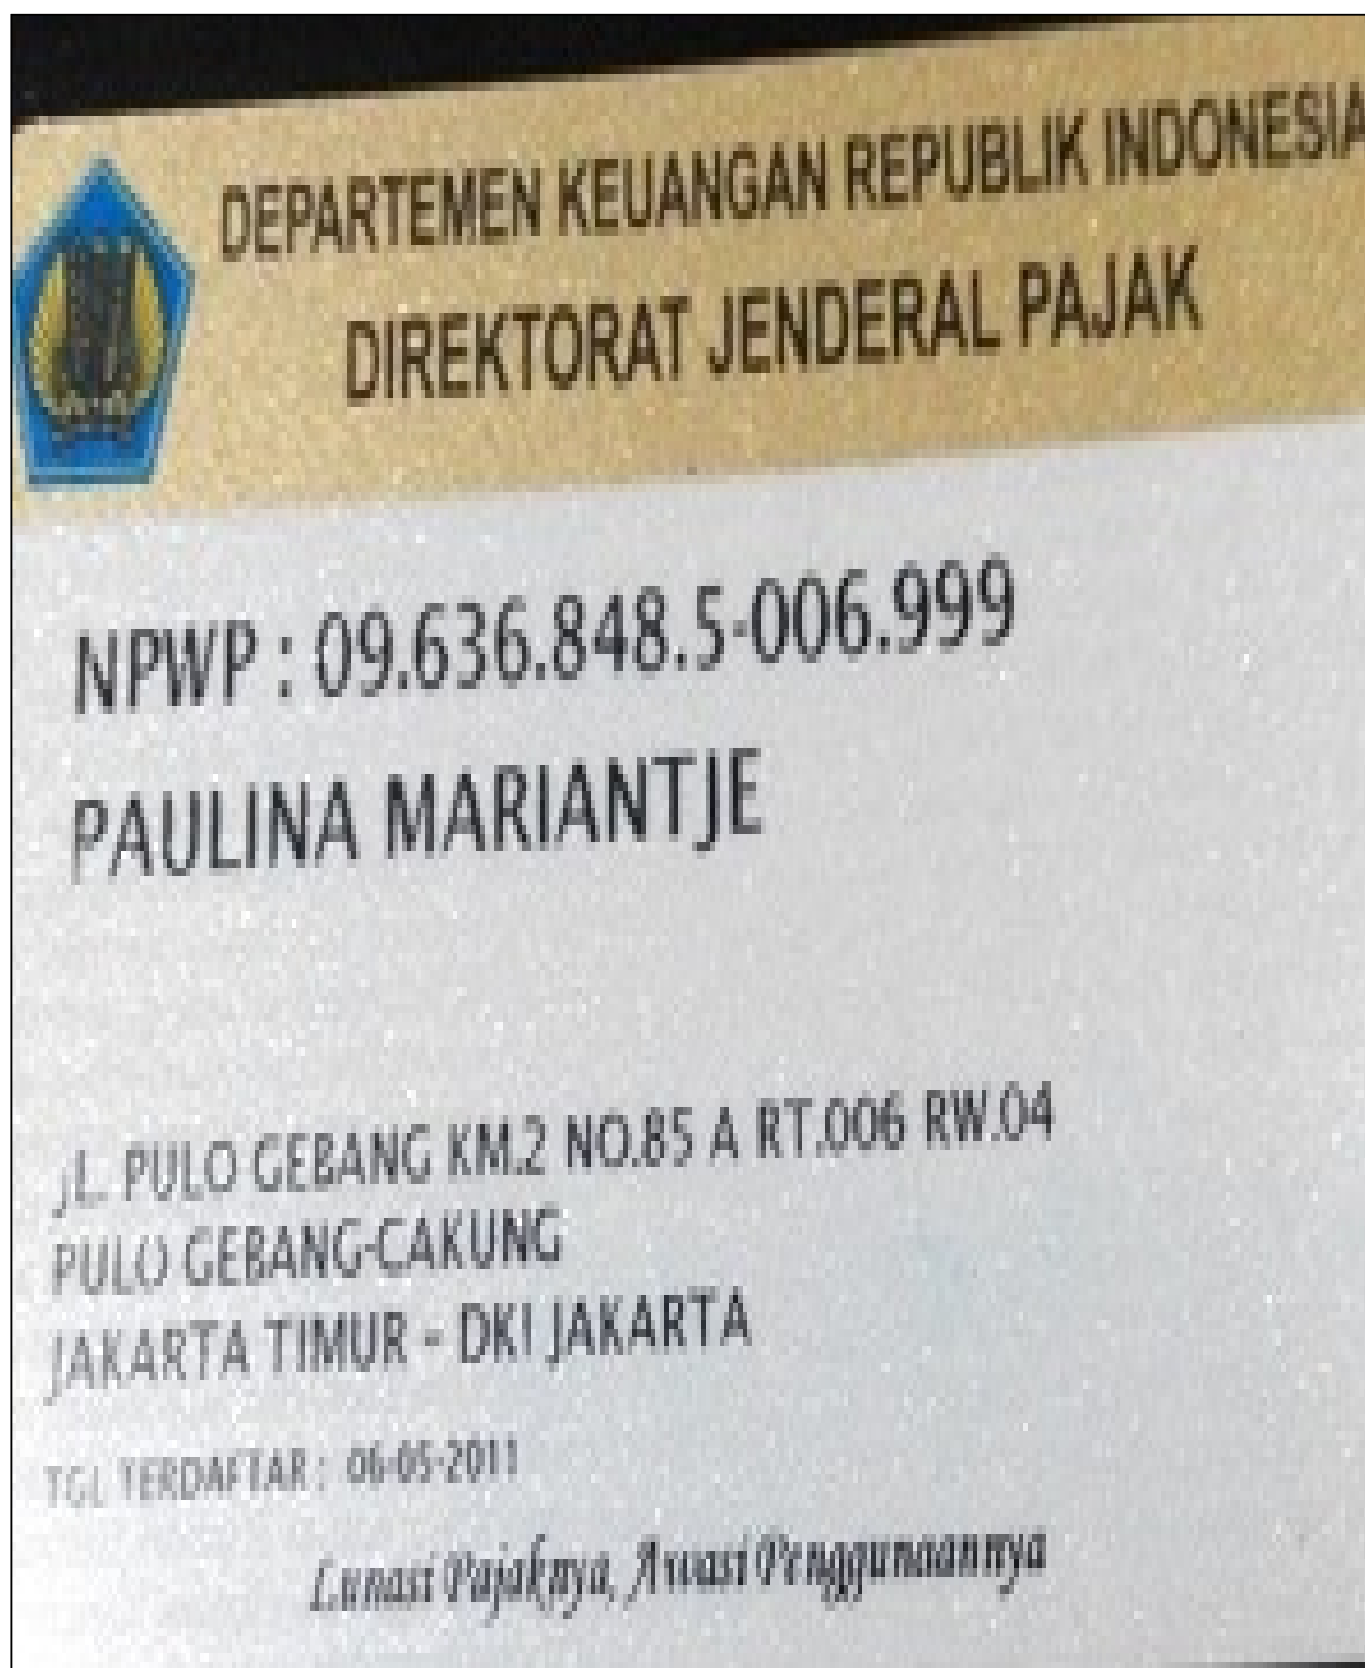 DEPARTEMEN KEUANGAN REPUBLIK INDONESIA
DIREKTORAT JENDERAL PAJAK
NPWP : 09.636.848.5-006.999
PAULINA MARIANTJE
JL. PULO GEBANG KM.2 NO.85 A RT.006 RW.04
PULO GEBANG-CAKUNG
JAKARTA TIMUR - DKI JAKARTA
TGL TERDAFTAR : 06-05-2011
Lunasi Pajaknya, Awasi Penggunaannya